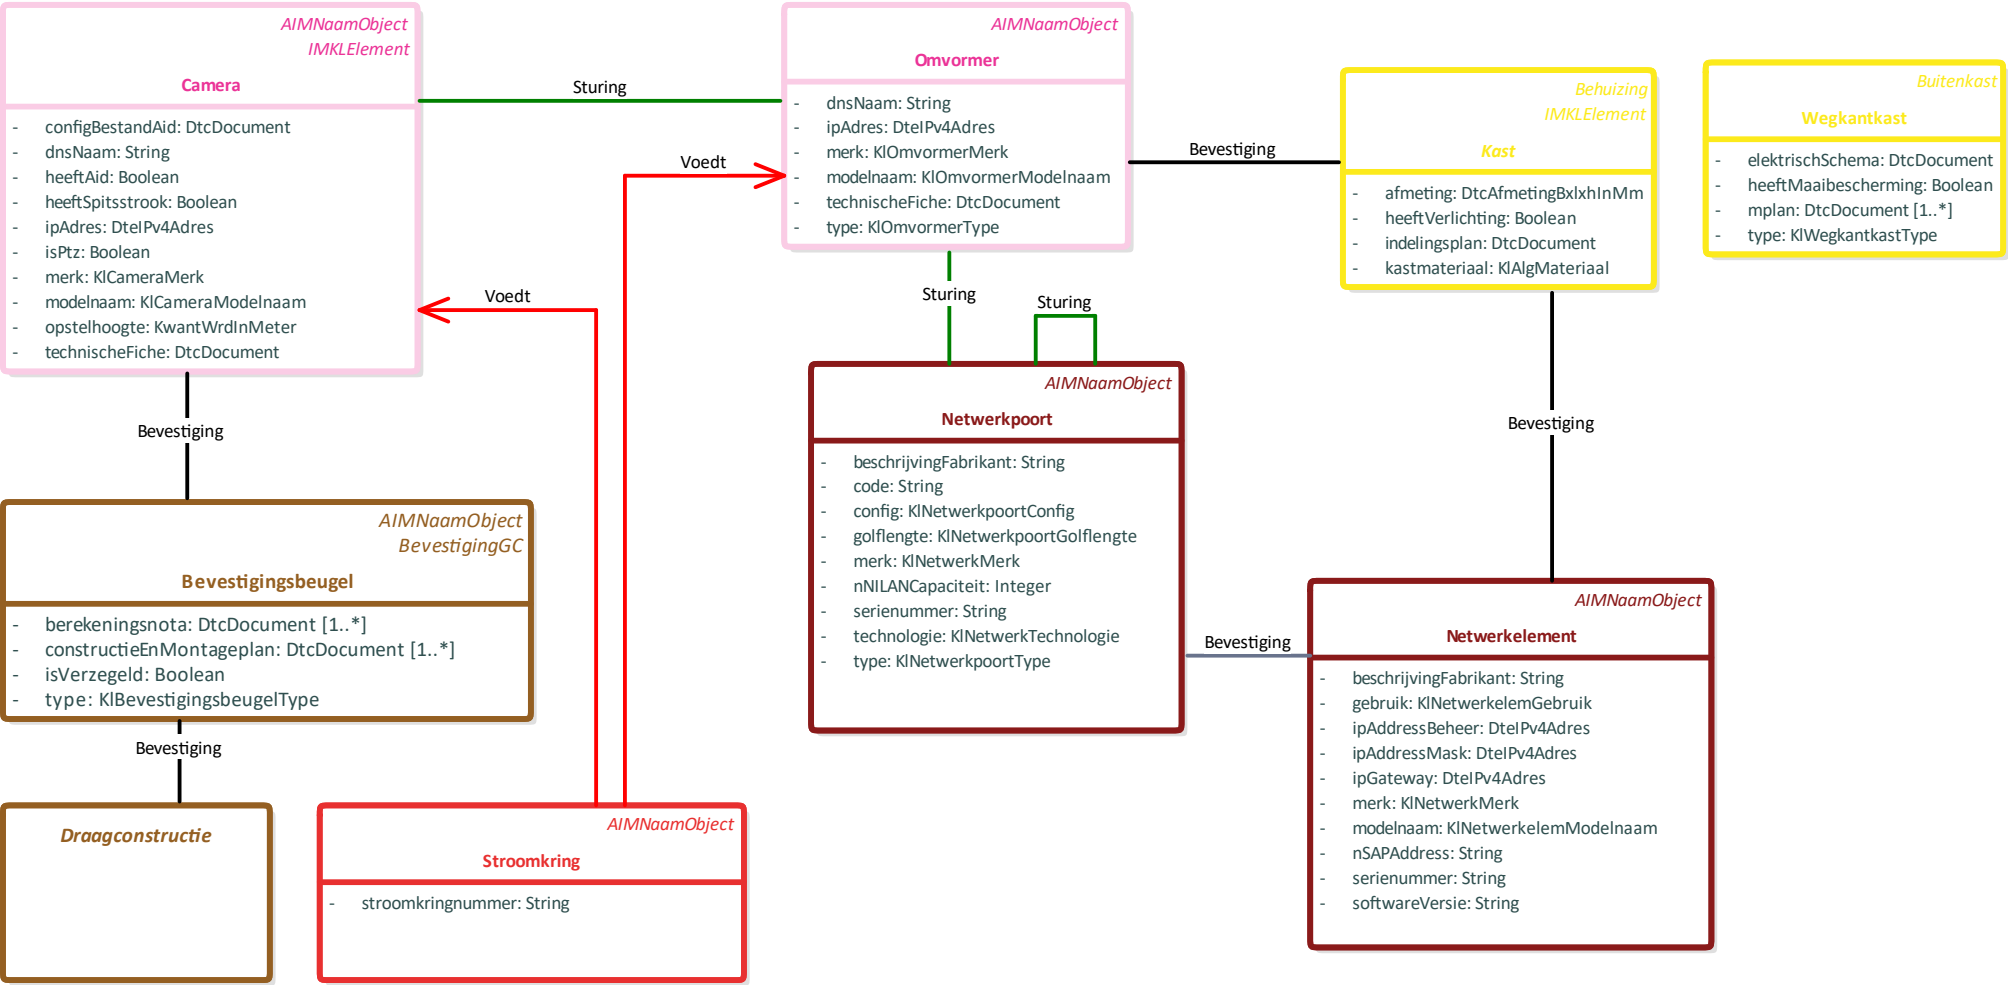 AIMNaamObject
IMKLElement
Camera
- configBestandAid: DtcDocument
- dnsNaam: String
- heeftAid: Boolean
- heeftSpitsstrook: Boolean
- ipAdres: DteIPv4Adres
- isPtz: Boolean
- merk: KlCameraMerk
- modelnaam: KlCameraModelnaam
- opstelhoogte: KwantWrdInMeter
- technischeFiche: DtcDocument
Sturing
AIMNaamObject
Omvormer
- dnsNaam: String
- ipAdres: DteIPv4Adres
- merk: KlOmvormerMerk
- modelnaam: KlOmvormerModelnaam
- technischeFiche: DtcDocument
- type: KlOmvormerType
Voedt
Voedt
Bevestiging
Behuizing
IMKLElement
Kast
- afmeting: DtcAfmetingBxlxhInMm
- heeftVerlichting: Boolean
- indelingsplan: DtcDocument
- kastmateriaal: KlAlgMateriaal
Buitenkast
Wegkantkast
- elektrischSchema: DtcDocument
- heeftMaaibescherming: Boolean
- mplan: DtcDocument [1..*]
- type: KlWegkantkastType
Sturing
Sturing
Bevestiging
Bevestiging
AIMNaamObject
Netwerkpoort
- beschrijvingFabrikant: String
- code: String
- config: KlNetwerkpoortConfig
- golflengte: KlNetwerkpoortGolflengte
- merk: KlNetwerkMerk
- nNILANCapaciteit: Integer
- serienummer: String
- technologie: KlNetwerkTechnologie
- type: KlNetwerkpoortType
AIMNaamObject
BevestigingGC
Bevestigingsbeugel
- berekeningsnota: DtcDocument [1..*]
- constructieEnMontageplan: DtcDocument [1..*]
- isVerzegeld: Boolean
- type: KlBevestigingsbeugelType
Bevestiging
Bevestiging
AIMNaamObject
Netwerkelement
- beschrijvingFabrikant: String
- gebruik: KlNetwerkelemGebruik
- ipAddressBeheer: DteIPv4Adres
- ipAddressMask: DteIPv4Adres
- ipGateway: DteIPv4Adres
- merk: KlNetwerkMerk
- modelnaam: KlNetwerkelemModelnaam
- nSAPAddress: String
- serienummer: String
- softwareVersie: String
Draagconstructie
AIMNaamObject
Stroomkring
- stroomkringnummer: String